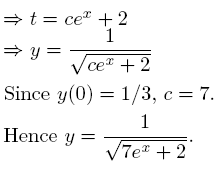 ⇒ t = ce^x + 2
⇒ y = 1/√(ce^x + 2)
Since y(0) = 1/3, c = 7.
Hence y = 1/√(7e^x + 2).